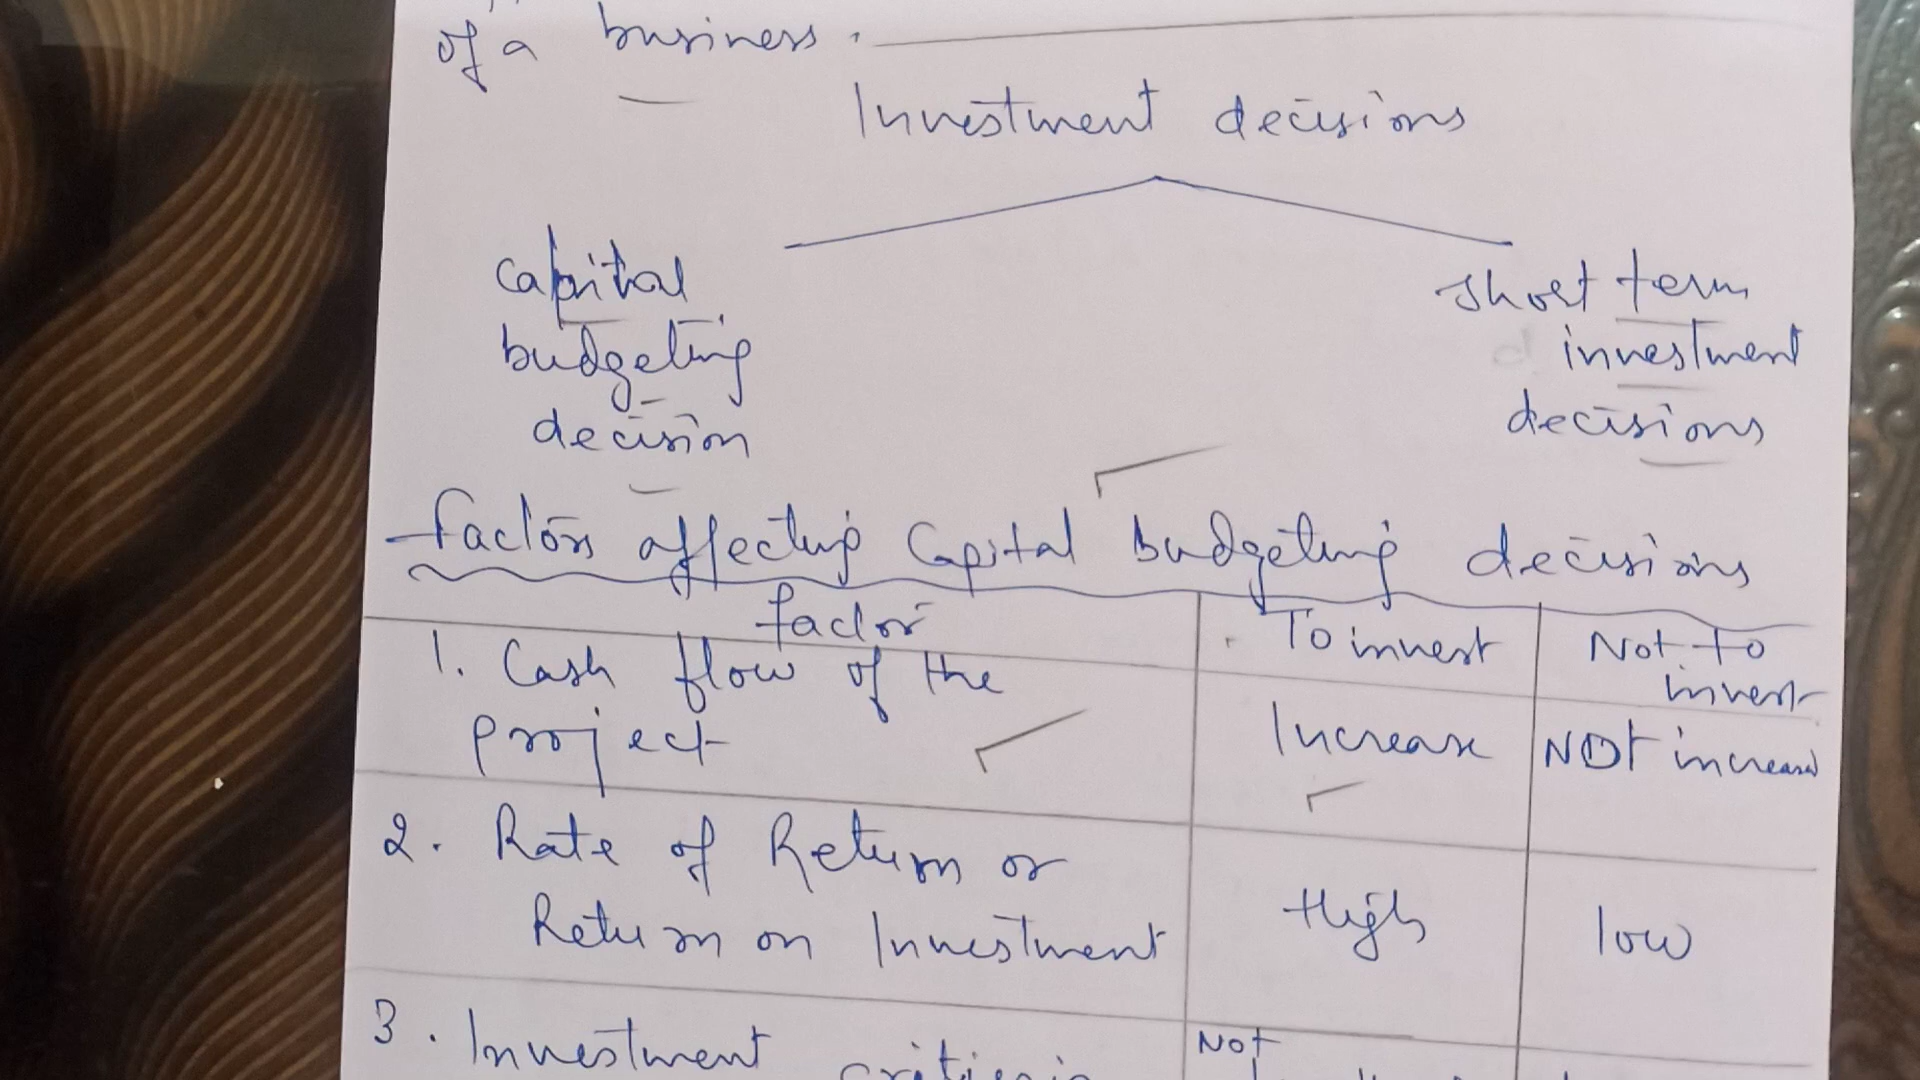 of a business.
Investment decisions
Capital
budgeting
decision
Short term
investment
decisions
Factors affecting Capital Budgeting decisions
factor
To invest
Not to
invest
1. Cash flow of the
project
Increase
NOT increased
2. Rate of Return or
Return on Investment
High
low
3. Investment criteria
Not